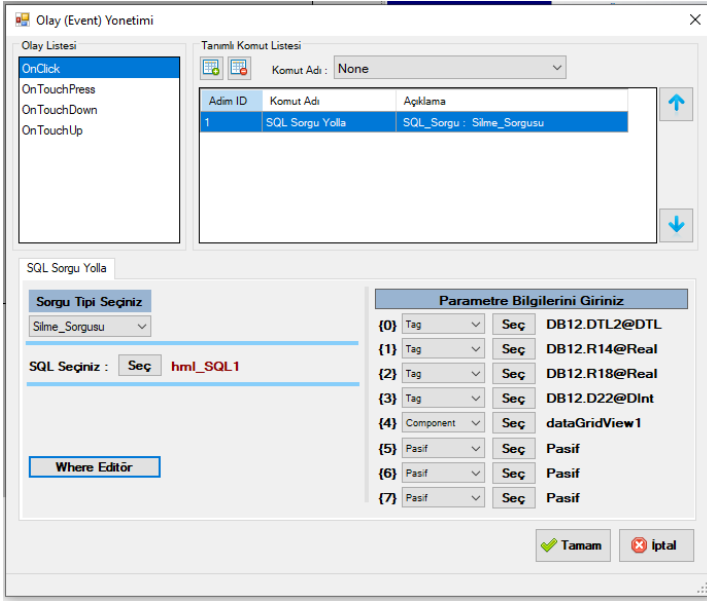 Olay (Event) Yonetimi
Olay Listesi
OnClick
OnTouchPress
OnTouchDown
OnTouchUp
Tanımlı Komut Listesi
Komut Adı : None
Adim ID Komut Adı Açıklama
1 SQL Sorgu Yolla SQL_Sorgu : Silme_Sorgusu
SQL Sorgu Yolla
Sorgu Tipi Seçiniz
Silme_Sorgusu
SQL Seçiniz : Seç hml_SQL1
Where Editör
Parametre Bilgilerini Giriniz
{0} Tag Seç DB12.DTL2@DTL
{1} Tag Seç DB12.R14@Real
{2} Tag Seç DB12.R18@Real
{3} Tag Seç DB12.D22@DInt
{4} Component Seç dataGridView1
{5} Pasif Seç Pasif
{6} Pasif Seç Pasif
{7} Pasif Seç Pasif
Tamam İptal